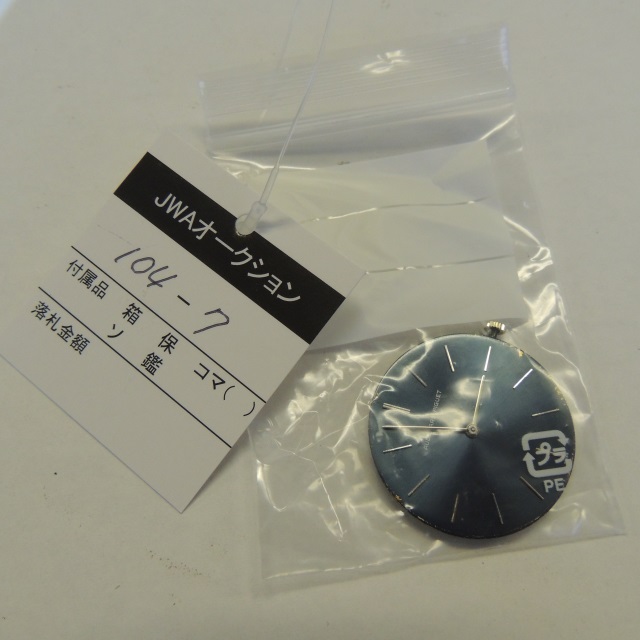 JWAオークション
104-7
付属品 箱 保 コマ( )
ソ 鑑
落札金額
プラ
PE